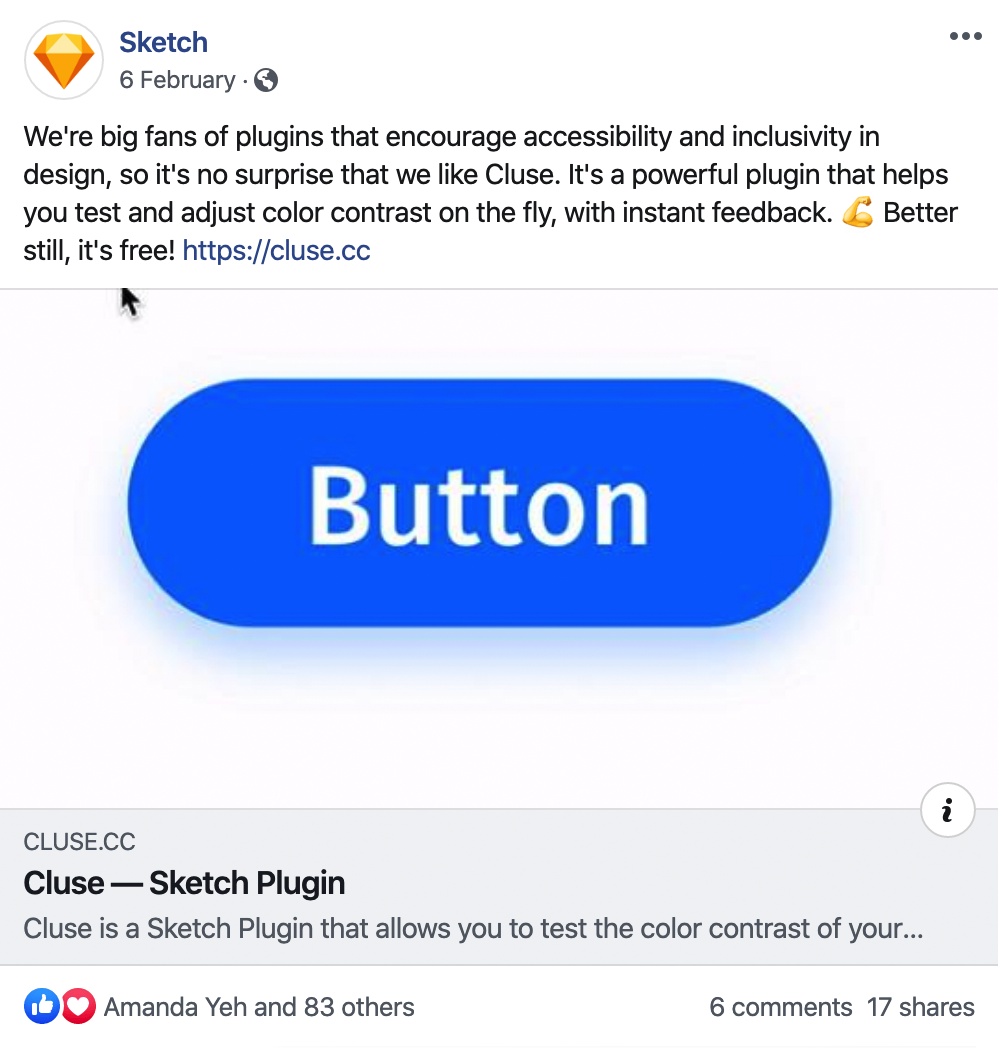 Sketch
6 February ·
We're big fans of plugins that encourage accessibility and inclusivity in
design, so it's no surprise that we like Cluse. It's a powerful plugin that helps
you test and adjust color contrast on the fly, with instant feedback. 💪 Better
still, it's free! https://cluse.cc
Button
i
CLUSE.CC
Cluse — Sketch Plugin
Cluse is a Sketch Plugin that allows you to test the color contrast of your...
Amanda Yeh and 83 others 6 comments 17 shares